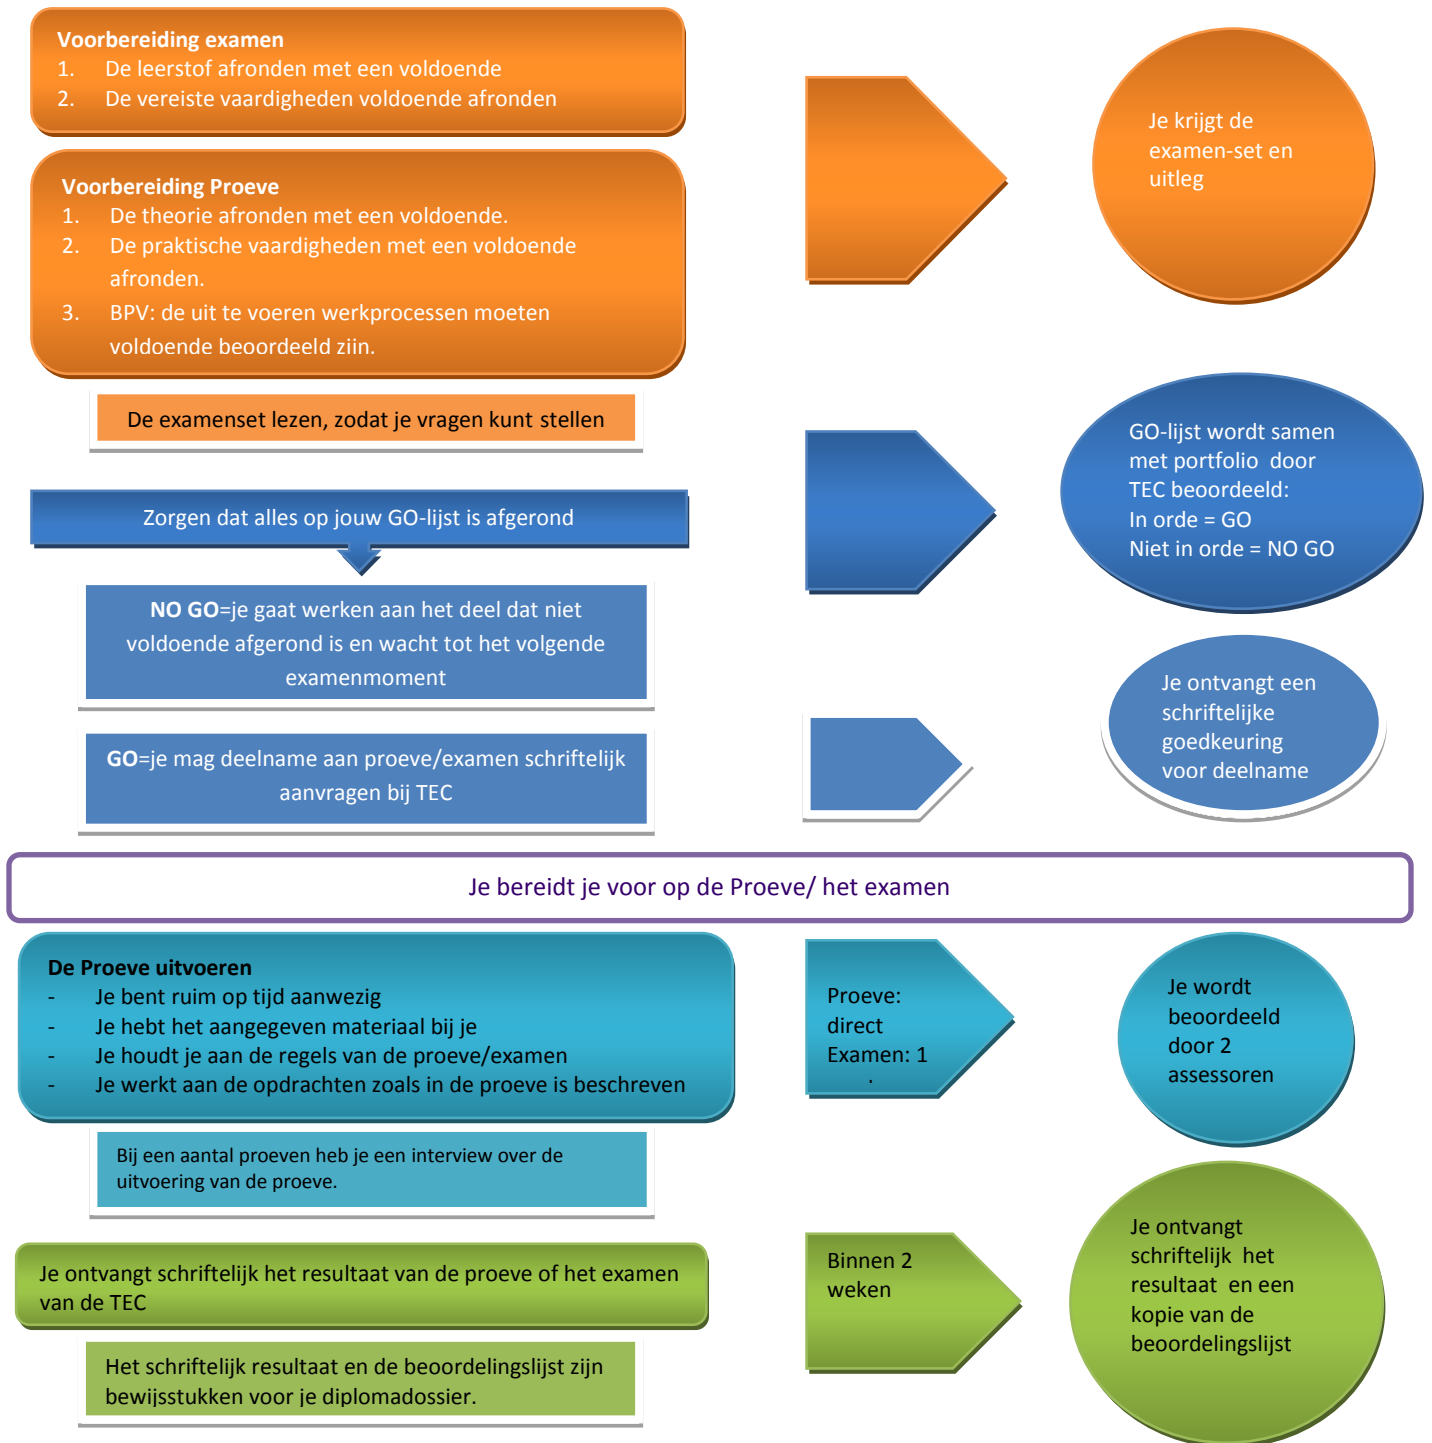 Voorbereiding examen
1. De leerstof afronden met een voldoende
2. De vereiste vaardigheden voldoende afronden
Je krijgt de
examen-set en
uitleg
Voorbereiding Proeve
1. De theorie afronden met een voldoende.
2. De praktische vaardigheden met een voldoende
afronden.
3. BPV: de uit te voeren werkprocessen moeten
voldoende beoordeeld zijn.
De examenset lezen, zodat je vragen kunt stellen
Zorgen dat alles op jouw GO-lijst is afgerond
GO-lijst wordt samen
met portfolio door
TEC beoordeeld:
In orde = GO
Niet in orde = NO GO
NO GO=je gaat werken aan het deel dat niet
voldoende afgerond is en wacht tot het volgende
examenmoment
GO=je mag deelname aan proeve/examen schriftelijk
aanvragen bij TEC
Je ontvangt een
schriftelijke
goedkeuring
voor deelname
Je bereidt je voor op de Proeve/ het examen
De Proeve uitvoeren
- Je bent ruim op tijd aanwezig
- Je hebt het aangegeven materiaal bij je
- Je houdt je aan de regels van de proeve/examen
- Je werkt aan de opdrachten zoals in de proeve is beschreven
Proeve:
direct
Examen: 1
Je wordt
beoordeeld
door 2
assessoren
Bij een aantal proeven heb je een interview over de
uitvoering van de proeve.
Je ontvangt schriftelijk het resultaat van de proeve of het examen
van de TEC
Binnen 2
weken
Je ontvangt
schriftelijk het
resultaat en een
kopie van de
beoordelingslijst
Het schriftelijk resultaat en de beoordelingslijst zijn
bewijsstukken voor je diplomadossier.